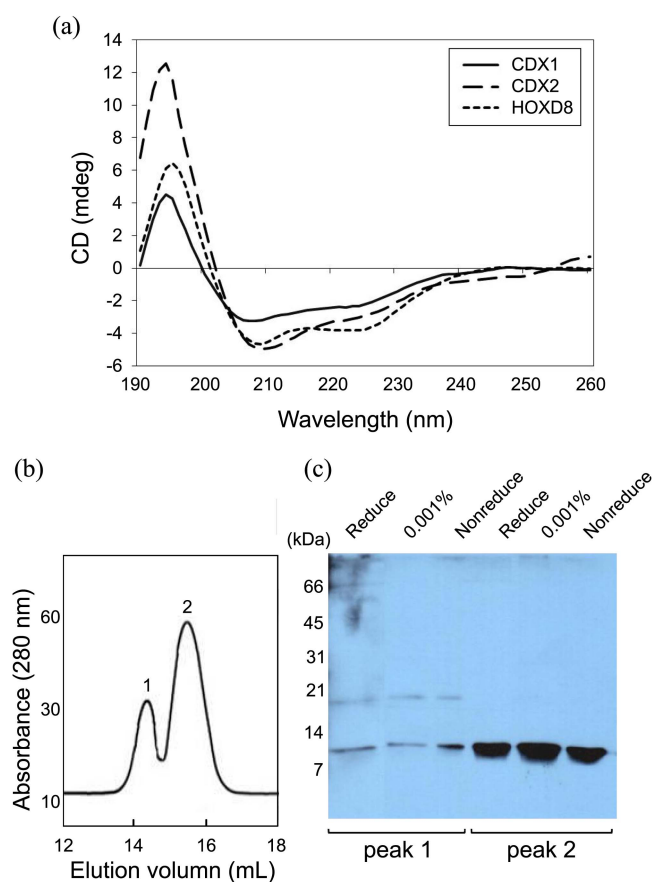 (a)
14
12
10
8
6
4
2
0
-2
-4
-6
CD (mdeg)
CDX1
CDX2
HOXD8
190 200 210 220 230 240 250 260
Wavelength (nm)
(b)
60
30
10
Absorbance (280 nm)
1
2
12 14 16 18
Elution volumn (mL)
(c)
Reduce 0.001% Nonreduce Reduce 0.001% Nonreduce
(kDa)
66
45
31
21
14
7
peak 1 peak 2